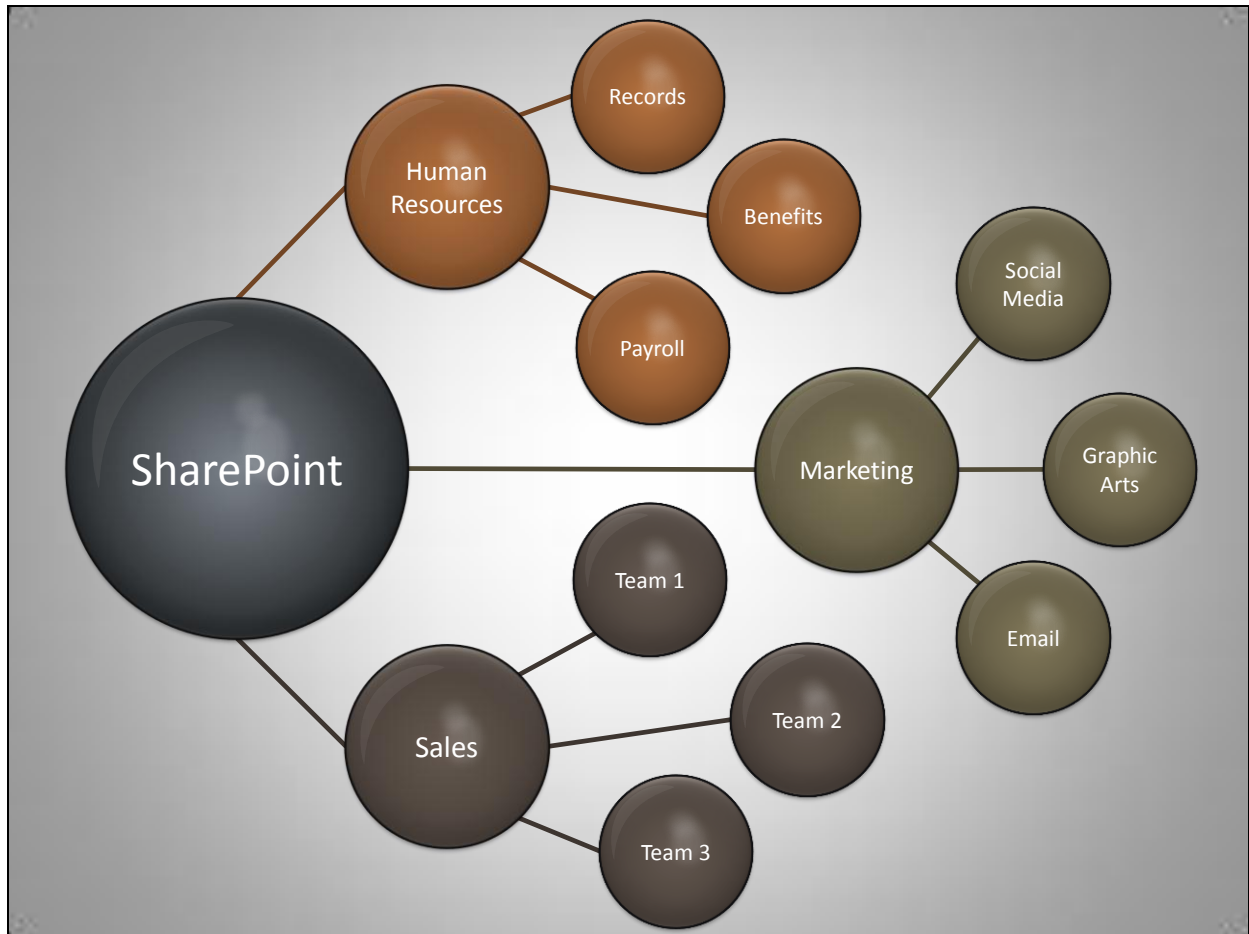 Records
Human
Resources
Benefits
Payroll
SharePoint
Social
Media
Marketing
Graphic
Arts
Email
Team 1
Sales
Team 2
Team 3